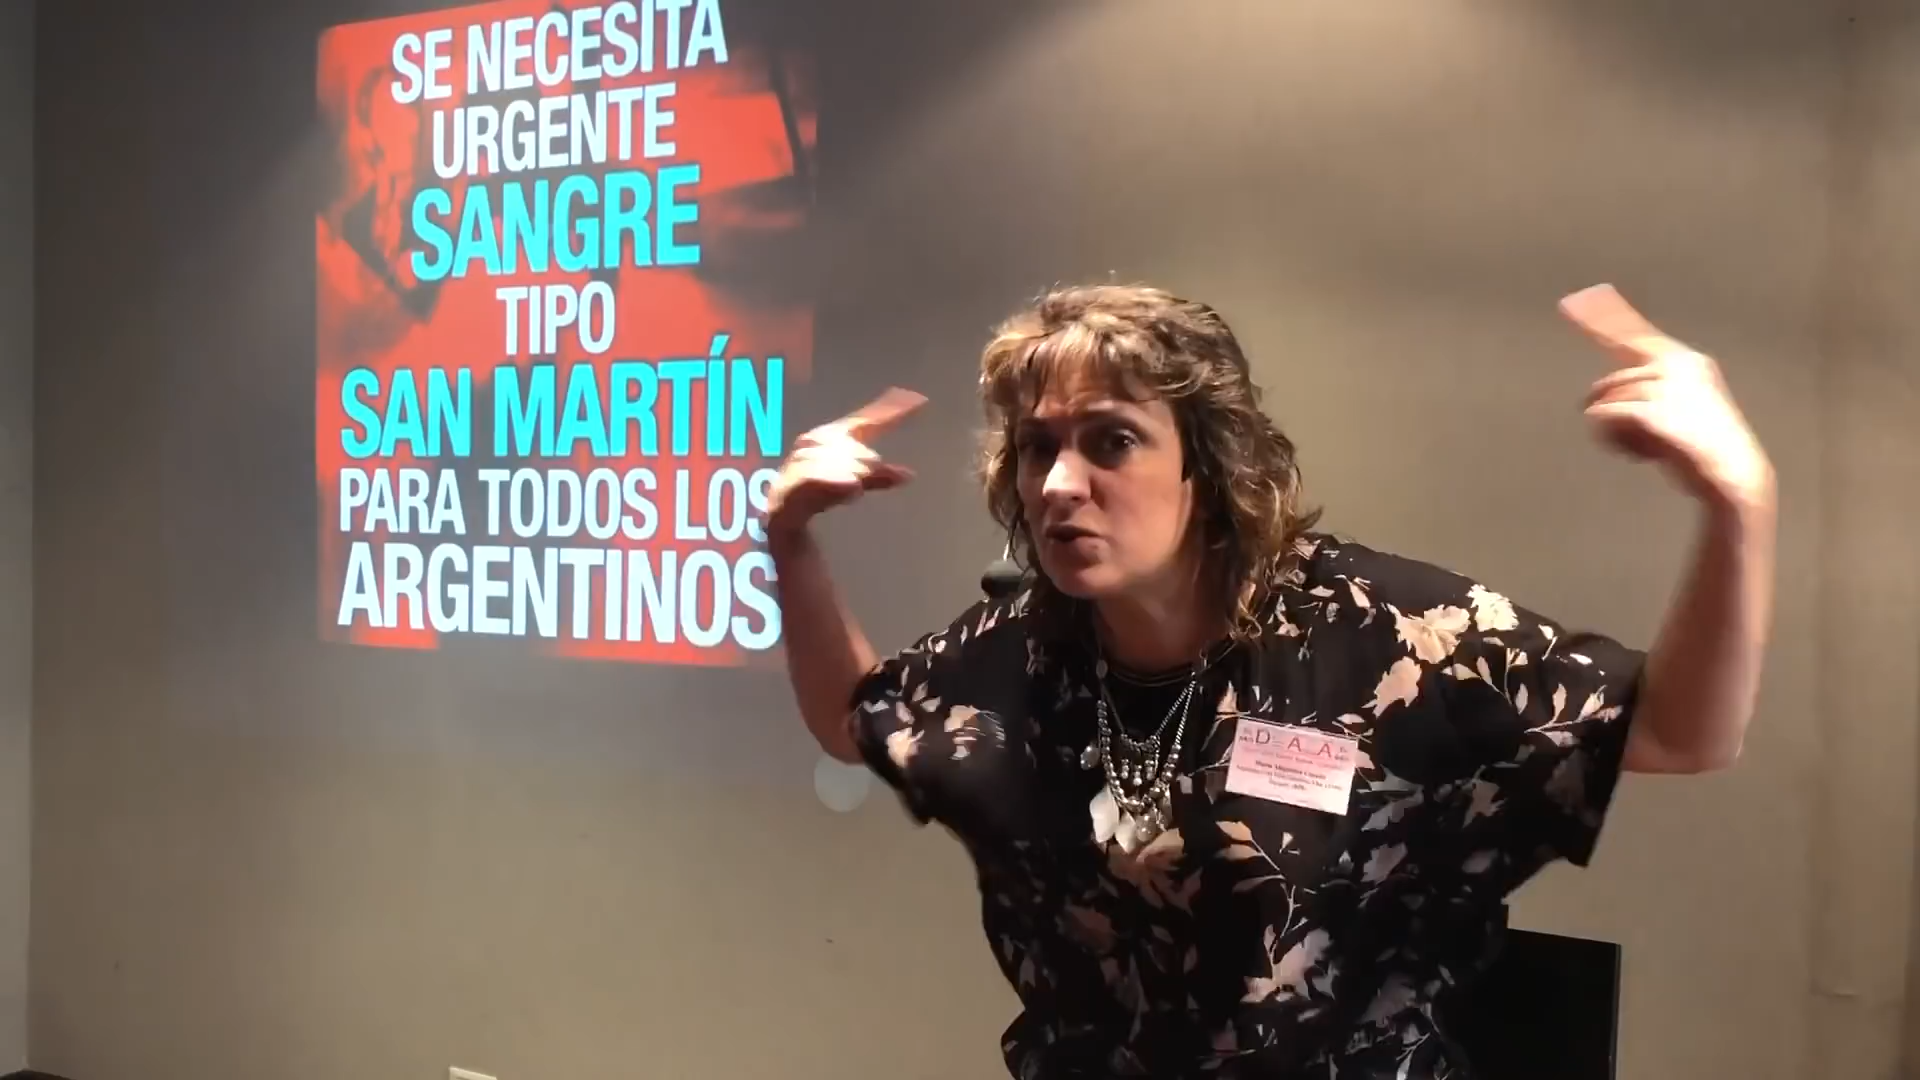 SE NECESITA
URGENTE
SANGRE
TIPO
SAN MARTÍN
PARA TODOS LOS
ARGENTINOS
D A A